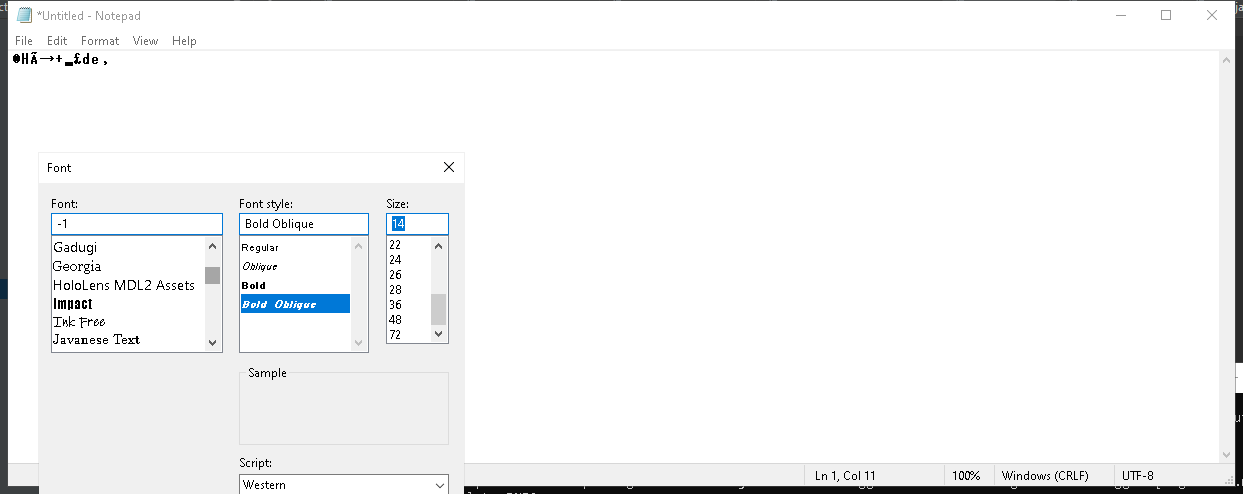 *Untitled - Notepad
File Edit Format View Help
HÃ→+_£de,
Font
Font: Font style: Size:
-1 Bold Oblique 14
Gadugi Regular 22
Georgia Oblique 24
HoloLens MDL2 Assets Bold 26
Impact Bold Oblique 28
Ink Free 36
Javanese Text 48
72
Sample
Script:
Western
Ln 1, Col 11 100% Windows (CRLF) UTF-8